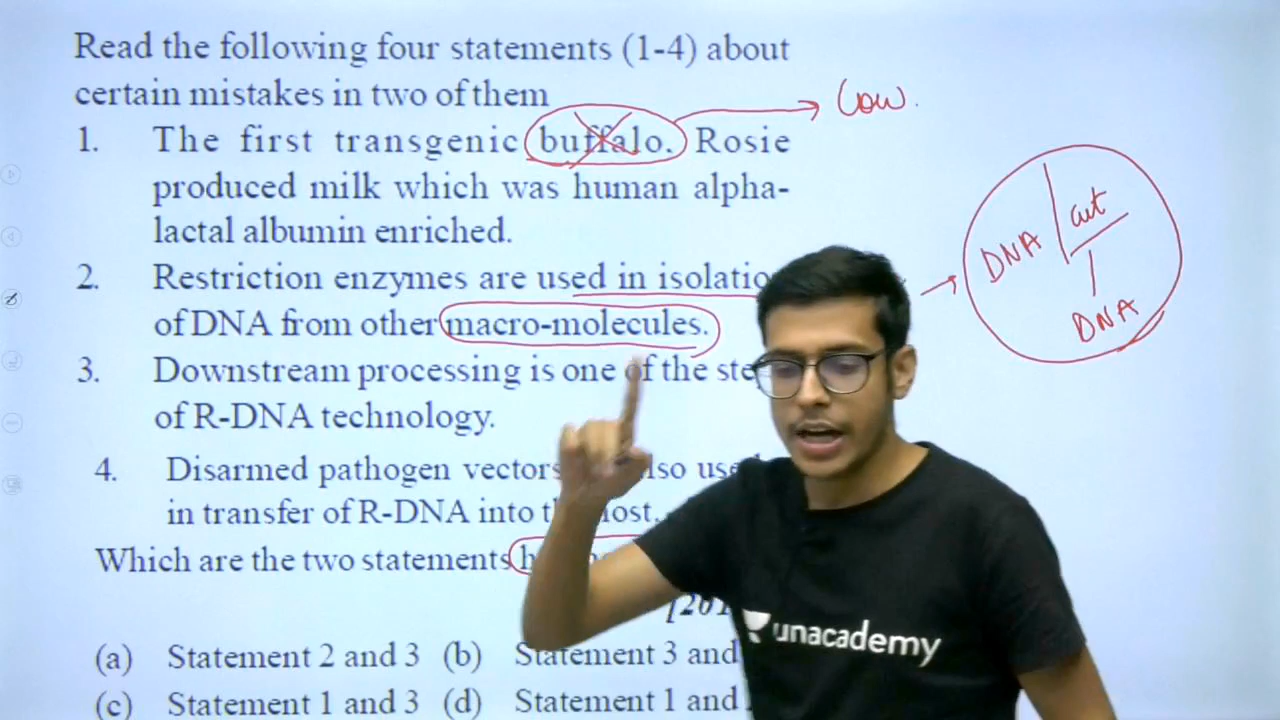 Read the following four statements (1-4) about
certain mistakes in two of them
Cow.
1. The first transgenic buffalo. Rosie
produced milk which was human alpha-
lactal albumin enriched.
DNA cut
DNA
2. Restriction enzymes are used in
of DNA from other macro-molecules.
3. Downstream processing is one of the
of R-DNA technology.
4. Disarmed pathogen vectors
in transfer of R-DNA into
Which are the two statements
unacademy
(a) Statement 2 and 3 (b) Statement 3 and
(c) Statement 1 and 3 (d) Statement 1 and